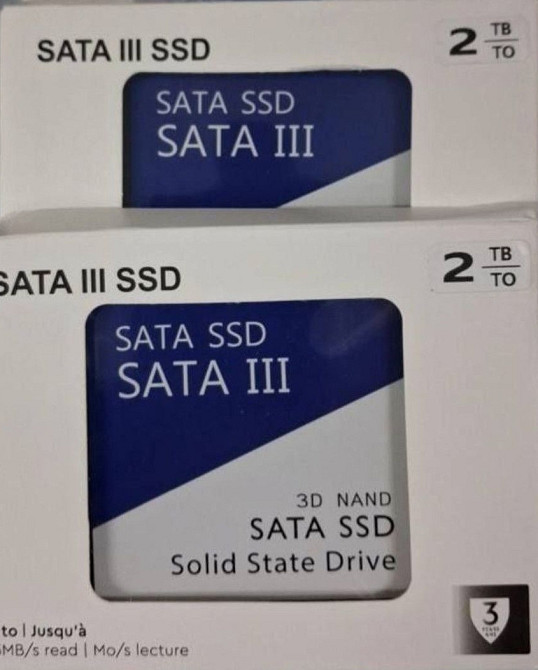 SATA III SSD
2 TB
TO
SATA SSD
SATA III
SATA III SSD
2 TB
TO
SATA SSD
SATA III
3D NAND
SATA SSD
Solid State Drive
3
to | Jusqu'à
MB/s read | Mo/s lecture